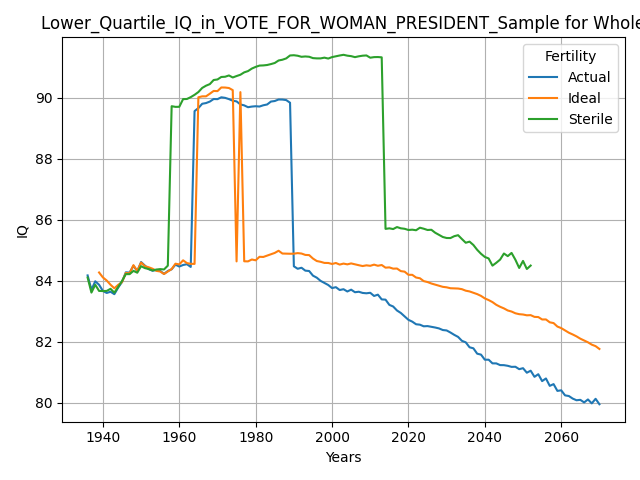 Lower_Quartile_IQ_in_VOTE_FOR_WOMAN_PRESIDENT_Sample for Whole
Fertility
Actual
Ideal
Sterile
IQ
90
88
86
84
82
80
1940 1960 1980 2000 2020 2040 2060
Years